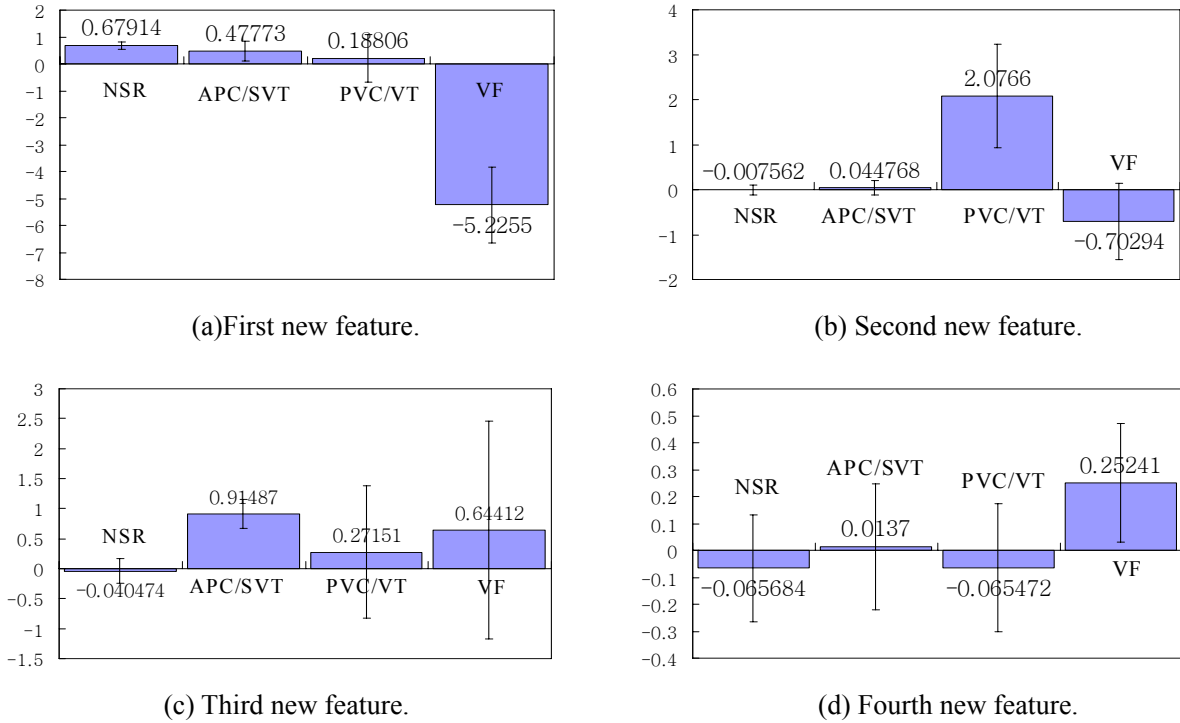 2
1
0
-1
-2
-3
-4
-5
-6
-7
-8
0.67914
0.47773
0.18806
NSR
APC/SVT
PVC/VT
VF
-5.2255
(a)First new feature.
4
3
2
1
0
-1
-2
2.0766
-0.007562
0.044768
VF
NSR
APC/SVT
PVC/VT
-0.70294
(b) Second new feature.
3
2.5
2
1.5
1
0.5
0
-0.5
-1
-1.5
0.91487
0.27151
0.64412
NSR
-0.040474
APC/SVT
PVC/VT
VF
(c) Third new feature.
0.6
0.5
0.4
0.3
0.2
0.1
0
-0.1
-0.2
-0.3
-0.4
NSR
APC/SVT
PVC/VT
0.25241
0.0137
VF
-0.065684
-0.065472
(d) Fourth new feature.